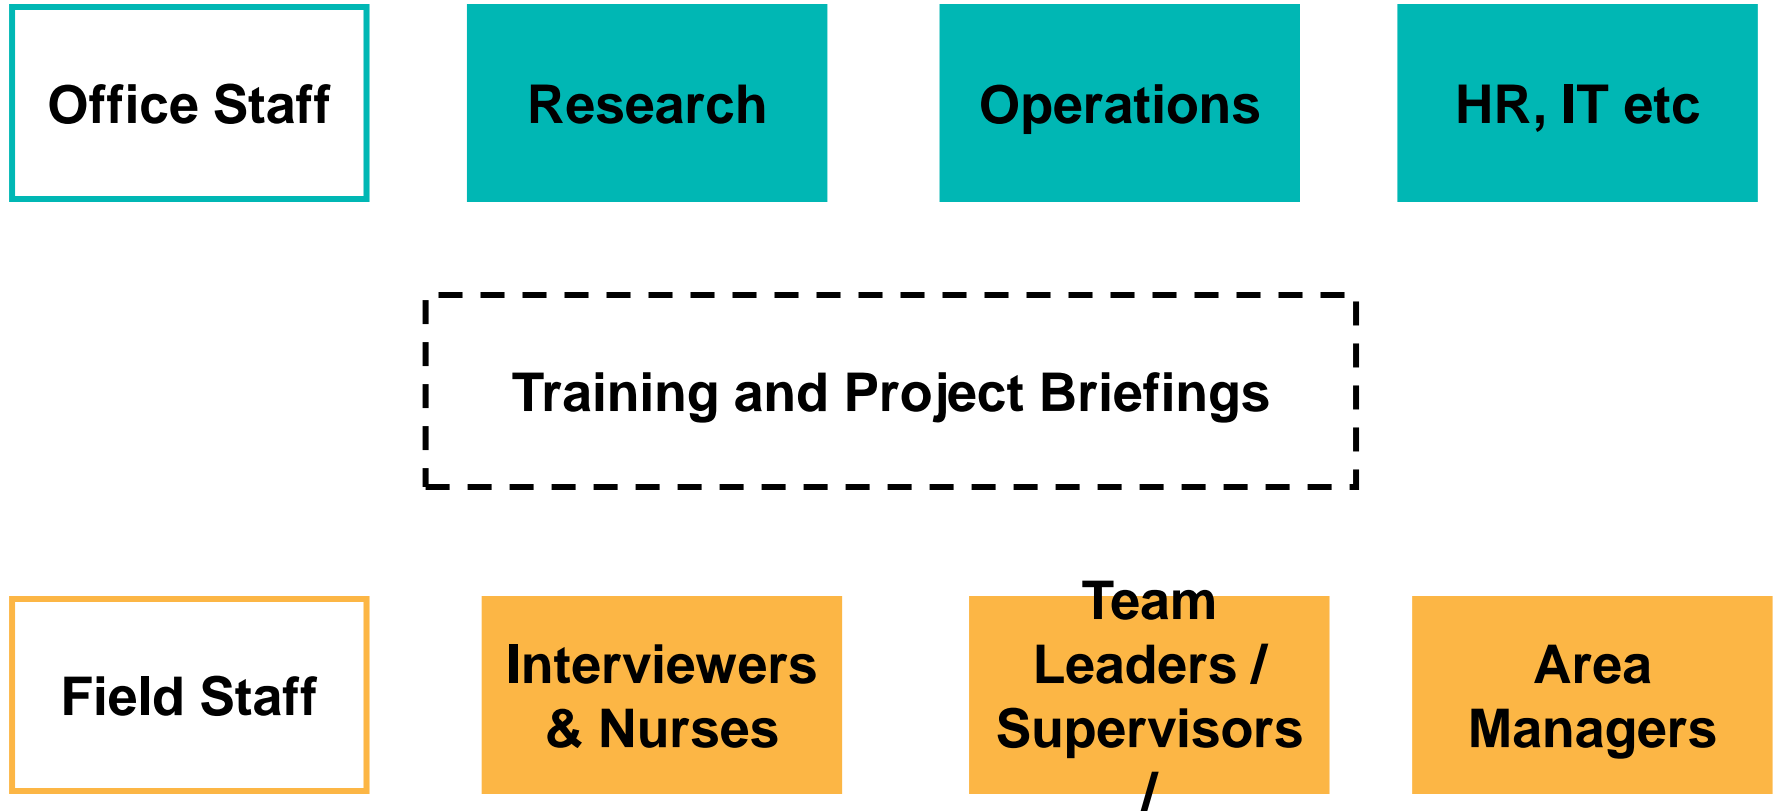 Office Staff
Research
Operations
HR, IT etc
Training and Project Briefings
Field Staff
Interviewers
& Nurses
Team
Leaders /
Supervisors
/
Area
Managers